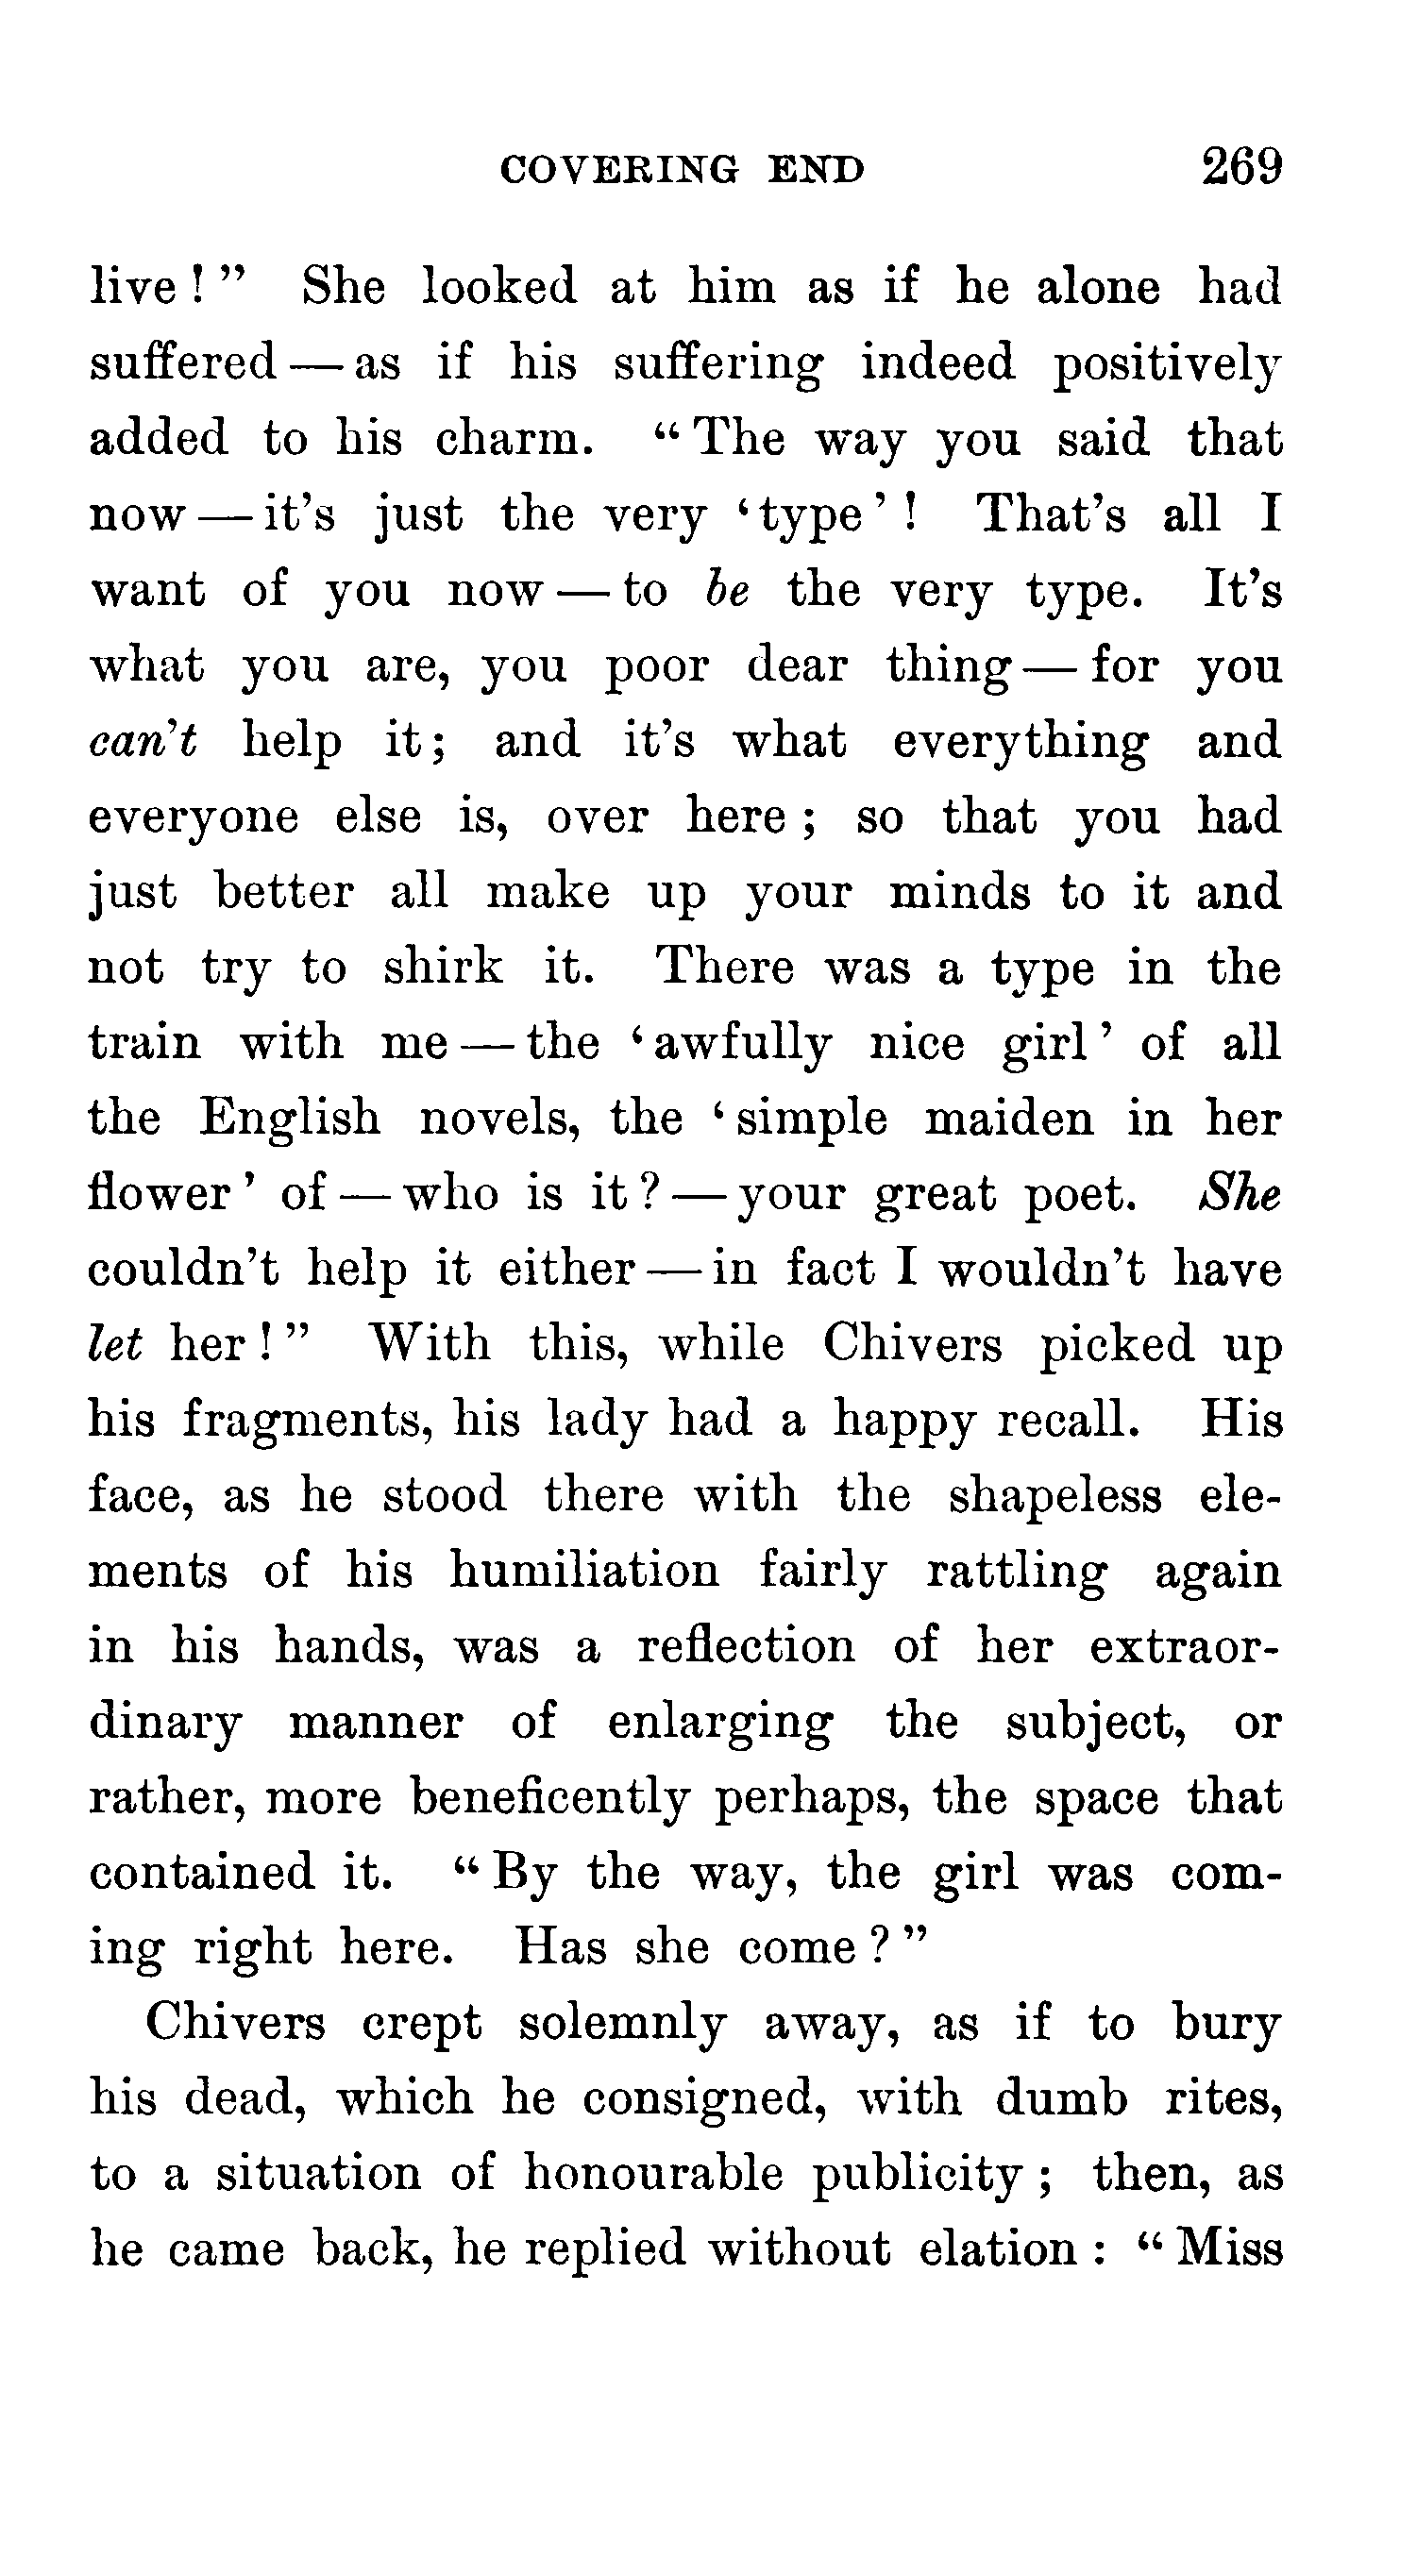 COVERING END 269
live!" She looked at him as if he alone had
suffered — as if his suffering indeed positively
added to his charm. "The way you said that
now — it's just the very 'type'! That's all I
want of you now — to be the very type. It's
what you are, you poor dear thing — for you
can't help it; and it's what everything and
everyone else is, over here; so that you had
just better all make up your minds to it and
not try to shirk it. There was a type in the
train with me — the 'awfully nice girl' of all
the English novels, the 'simple maiden in her
flower' of — who is it? — your great poet. She
couldn't help it either — in fact I wouldn't have
let her!" With this, while Chivers picked up
his fragments, his lady had a happy recall. His
face, as he stood there with the shapeless ele-
ments of his humiliation fairly rattling again
in his hands, was a reflection of her extraor-
dinary manner of enlarging the subject, or
rather, more beneficently perhaps, the space that
contained it. "By the way, the girl was com-
ing right here. Has she come?"
Chivers crept solemnly away, as if to bury
his dead, which he consigned, with dumb rites,
to a situation of honourable publicity; then, as
he came back, he replied without elation: "Miss